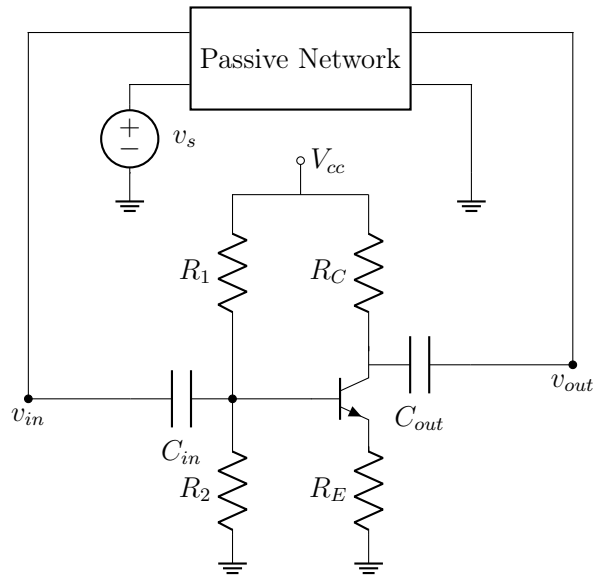 Passive Network
+
−
v_s
V_cc
R_1
R_C
v_in
v_out
C_in
C_out
R_2
R_E